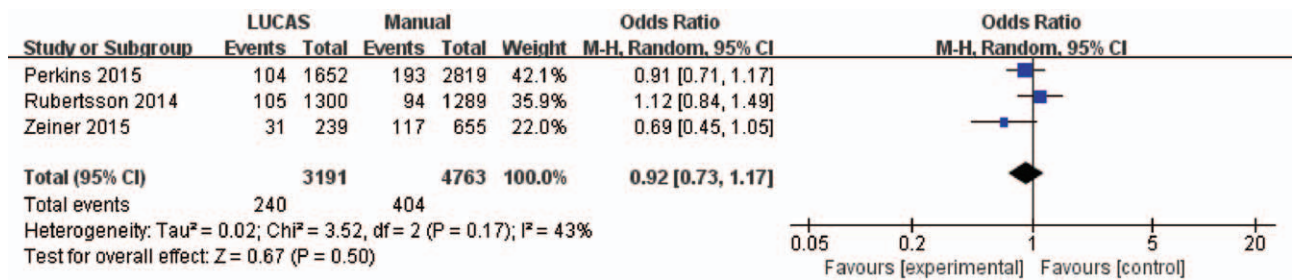 LUCAS Manual Odds Ratio Odds Ratio
Study or Subgroup Events Total Events Total Weight M-H, Random, 95% CI M-H, Random, 95% CI
Perkins 2015 104 1652 193 2819 42.1% 0.91 [0.71, 1.17]
Rubertsson 2014 105 1300 94 1289 35.9% 1.12 [0.84, 1.49]
Zeiner 2015 31 239 117 655 22.0% 0.69 [0.45, 1.05]
Total (95% CI) 3191 4763 100.0% 0.92 [0.73, 1.17]
Total events 240 404
Heterogeneity: Tau² = 0.02; Chi² = 3.52, df = 2 (P = 0.17); I² = 43%
Test for overall effect: Z = 0.67 (P = 0.50)
0.05 0.2 1 5 20
Favours [experimental] Favours [control]